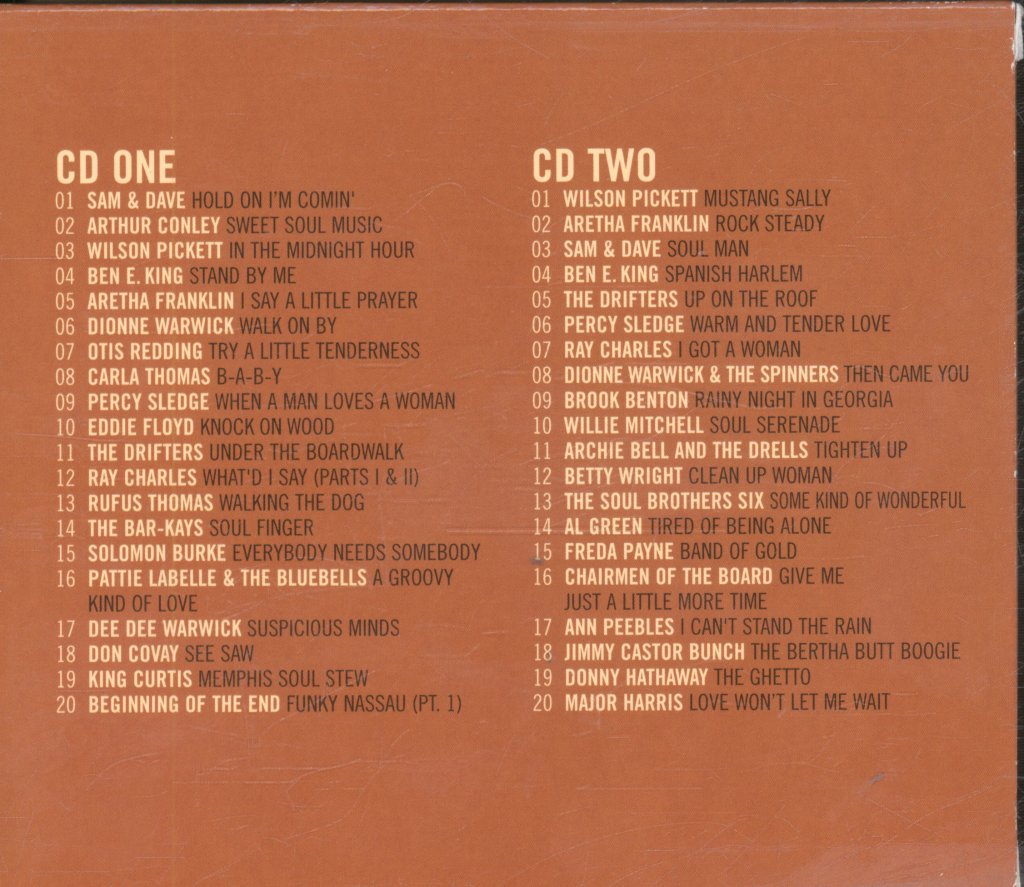 CD ONE
01 SAM & DAVE HOLD ON I'M COMIN'
02 ARTHUR CONLEY SWEET SOUL MUSIC
03 WILSON PICKETT IN THE MIDNIGHT HOUR
04 BEN E. KING STAND BY ME
05 ARETHA FRANKLIN I SAY A LITTLE PRAYER
06 DIONNE WARWICK WALK ON BY
07 OTIS REDDING TRY A LITTLE TENDERNESS
08 CARLA THOMAS B-A-B-Y
09 PERCY SLEDGE WHEN A MAN LOVES A WOMAN
10 EDDIE FLOYD KNOCK ON WOOD
11 THE DRIFTERS UNDER THE BOARDWALK
12 RAY CHARLES WHAT'D I SAY (PARTS I & II)
13 RUFUS THOMAS WALKING THE DOG
14 THE BAR-KAYS SOUL FINGER
15 SOLOMON BURKE EVERYBODY NEEDS SOMEBODY
16 PATTIE LABELLE & THE BLUEBELLS A GROOVY
KIND OF LOVE
17 DEE DEE WARWICK SUSPICIOUS MINDS
18 DON COVAY SEE SAW
19 KING CURTIS MEMPHIS SOUL STEW
20 BEGINNING OF THE END FUNKY NASSAU (PT. 1)
CD TWO
01 WILSON PICKETT MUSTANG SALLY
02 ARETHA FRANKLIN ROCK STEADY
03 SAM & DAVE SOUL MAN
04 BEN E. KING SPANISH HARLEM
05 THE DRIFTERS UP ON THE ROOF
06 PERCY SLEDGE WARM AND TENDER LOVE
07 RAY CHARLES I GOT A WOMAN
08 DIONNE WARWICK & THE SPINNERS THEN CAME YOU
09 BROOK BENTON RAINY NIGHT IN GEORGIA
10 WILLIE MITCHELL SOUL SERENADE
11 ARCHIE BELL AND THE DRELLS TIGHTEN UP
12 BETTY WRIGHT CLEAN UP WOMAN
13 THE SOUL BROTHERS SIX SOME KIND OF WONDERFUL
14 AL GREEN TIRED OF BEING ALONE
15 FREDA PAYNE BAND OF GOLD
16 CHAIRMEN OF THE BOARD GIVE ME
JUST A LITTLE MORE TIME
17 ANN PEEBLES I CAN'T STAND THE RAIN
18 JIMMY CASTOR BUNCH THE BERTHA BUTT BOOGIE
19 DONNY HATHAWAY THE GHETTO
20 MAJOR HARRIS LOVE WON'T LET ME WAIT